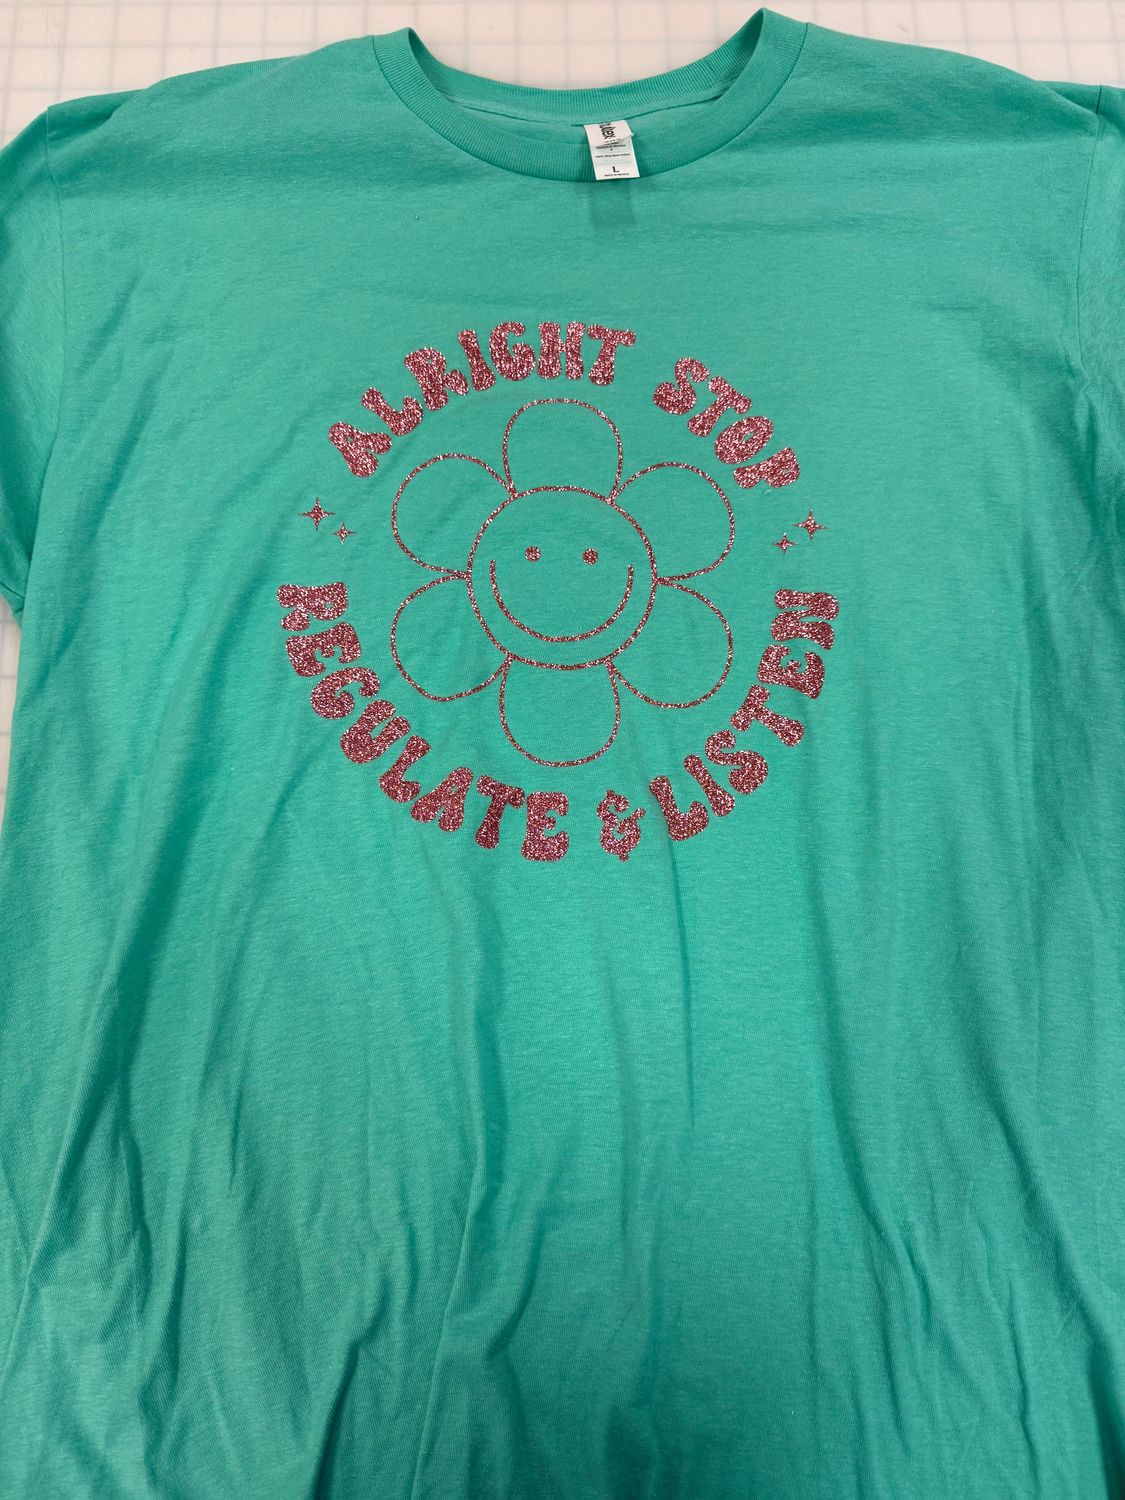 L
ALRIGHT STOP
REGULATE & LISTEN